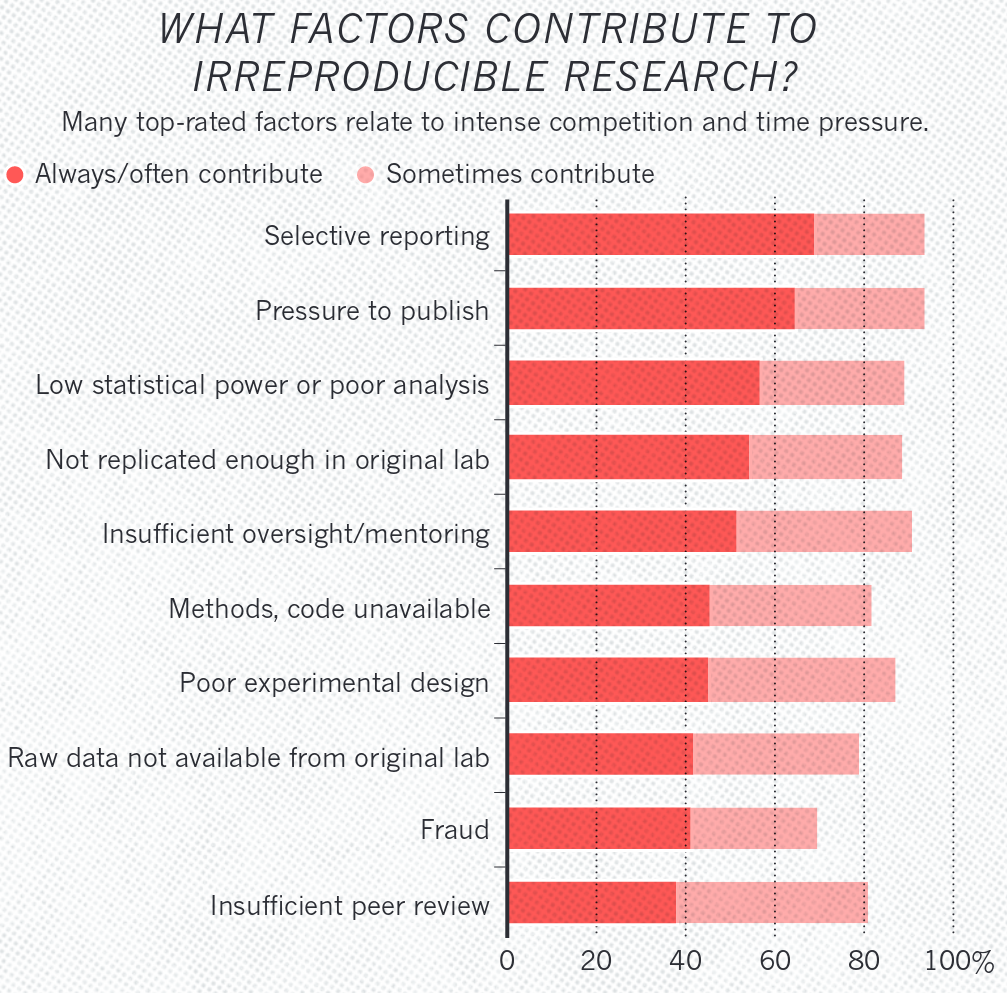 WHAT FACTORS CONTRIBUTE TO
IRREPRODUCIBLE RESEARCH?
Many top-rated factors relate to intense competition and time pressure.
Always/often contribute Sometimes contribute
Selective reporting
Pressure to publish
Low statistical power or poor analysis
Not replicated enough in original lab
Insufficient oversight/mentoring
Methods, code unavailable
Poor experimental design
Raw data not available from original lab
Fraud
Insufficient peer review
0 20 40 60 80 100%